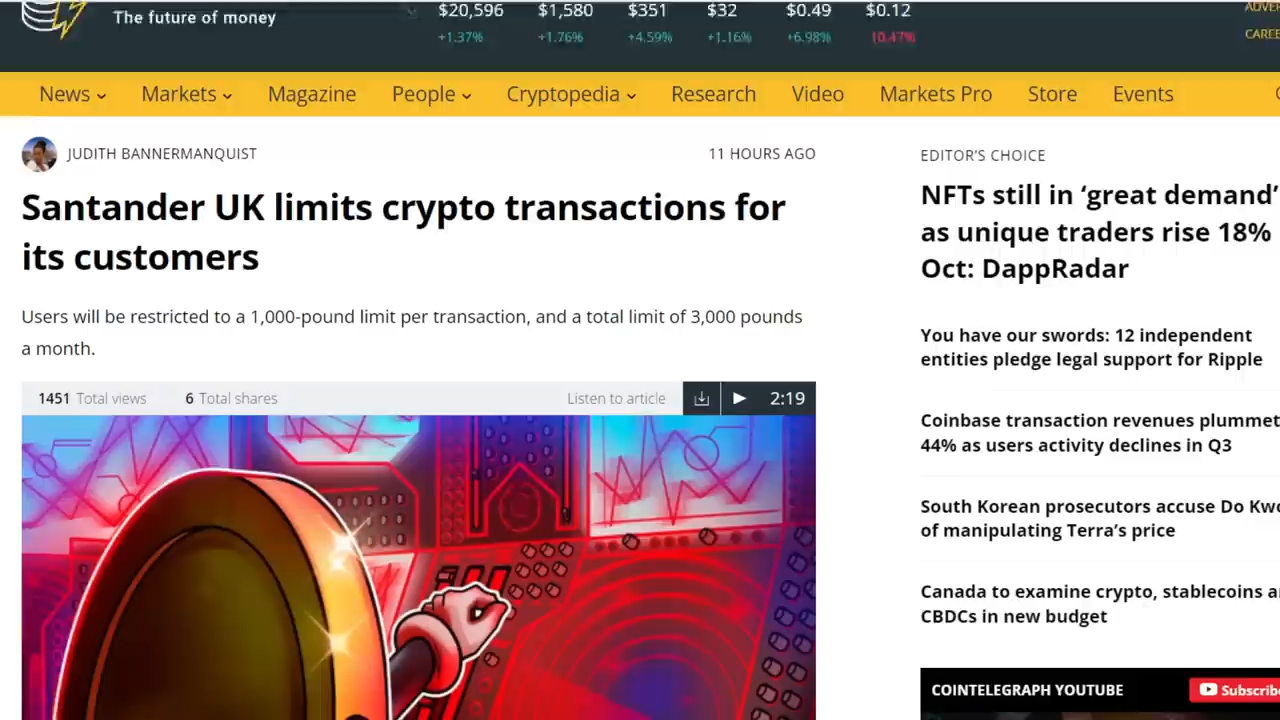 The future of money
$20,596 $1,580 $351 $32 $0.49 $0.12
+1.37% +1.76% +4.59% +1.16% +6.98% 10.47%
News Markets Magazine People Cryptopedia Research Video Markets Pro Store Events
JUDITH BANNERMANQUIST
11 HOURS AGO
Santander UK limits crypto transactions for
its customers
Users will be restricted to a 1,000-pound limit per transaction, and a total limit of 3,000 pounds
a month.
1451 Total views 6 Total shares Listen to article 2:19
EDITOR'S CHOICE
NFTs still in ‘great demand’
as unique traders rise 18%
Oct: DappRadar
You have our swords: 12 independent
entities pledge legal support for Ripple
Coinbase transaction revenues plummet
44% as users activity declines in Q3
South Korean prosecutors accuse Do
of manipulating Terra’s price
Canada to examine crypto, stablecoins
CBDCs in new budget
COINTELEGRAPH YOUTUBE